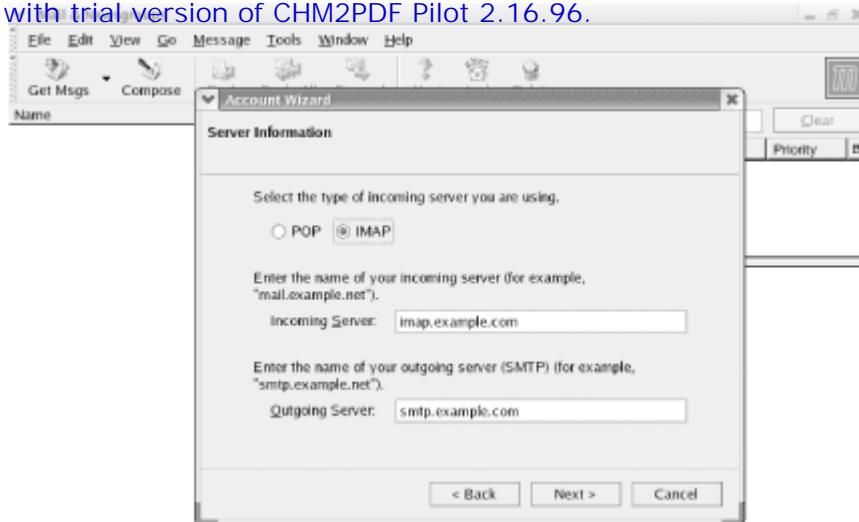 with trial version of CHM2PDF Pilot 2.16.96.
File Edit View Go Message Tools Window Help
Get Msgs Compose
Name
Clear
Priority
Account Wizard
Server Information
Select the type of incoming server you are using.
POP IMAP
Enter the name of your incoming server (for example,
"mail.example.net").
Incoming Server: imap.example.com
Enter the name of your outgoing server (SMTP) (for example,
"smtp.example.net").
Outgoing Server: smtp.example.com
< Back Next > Cancel